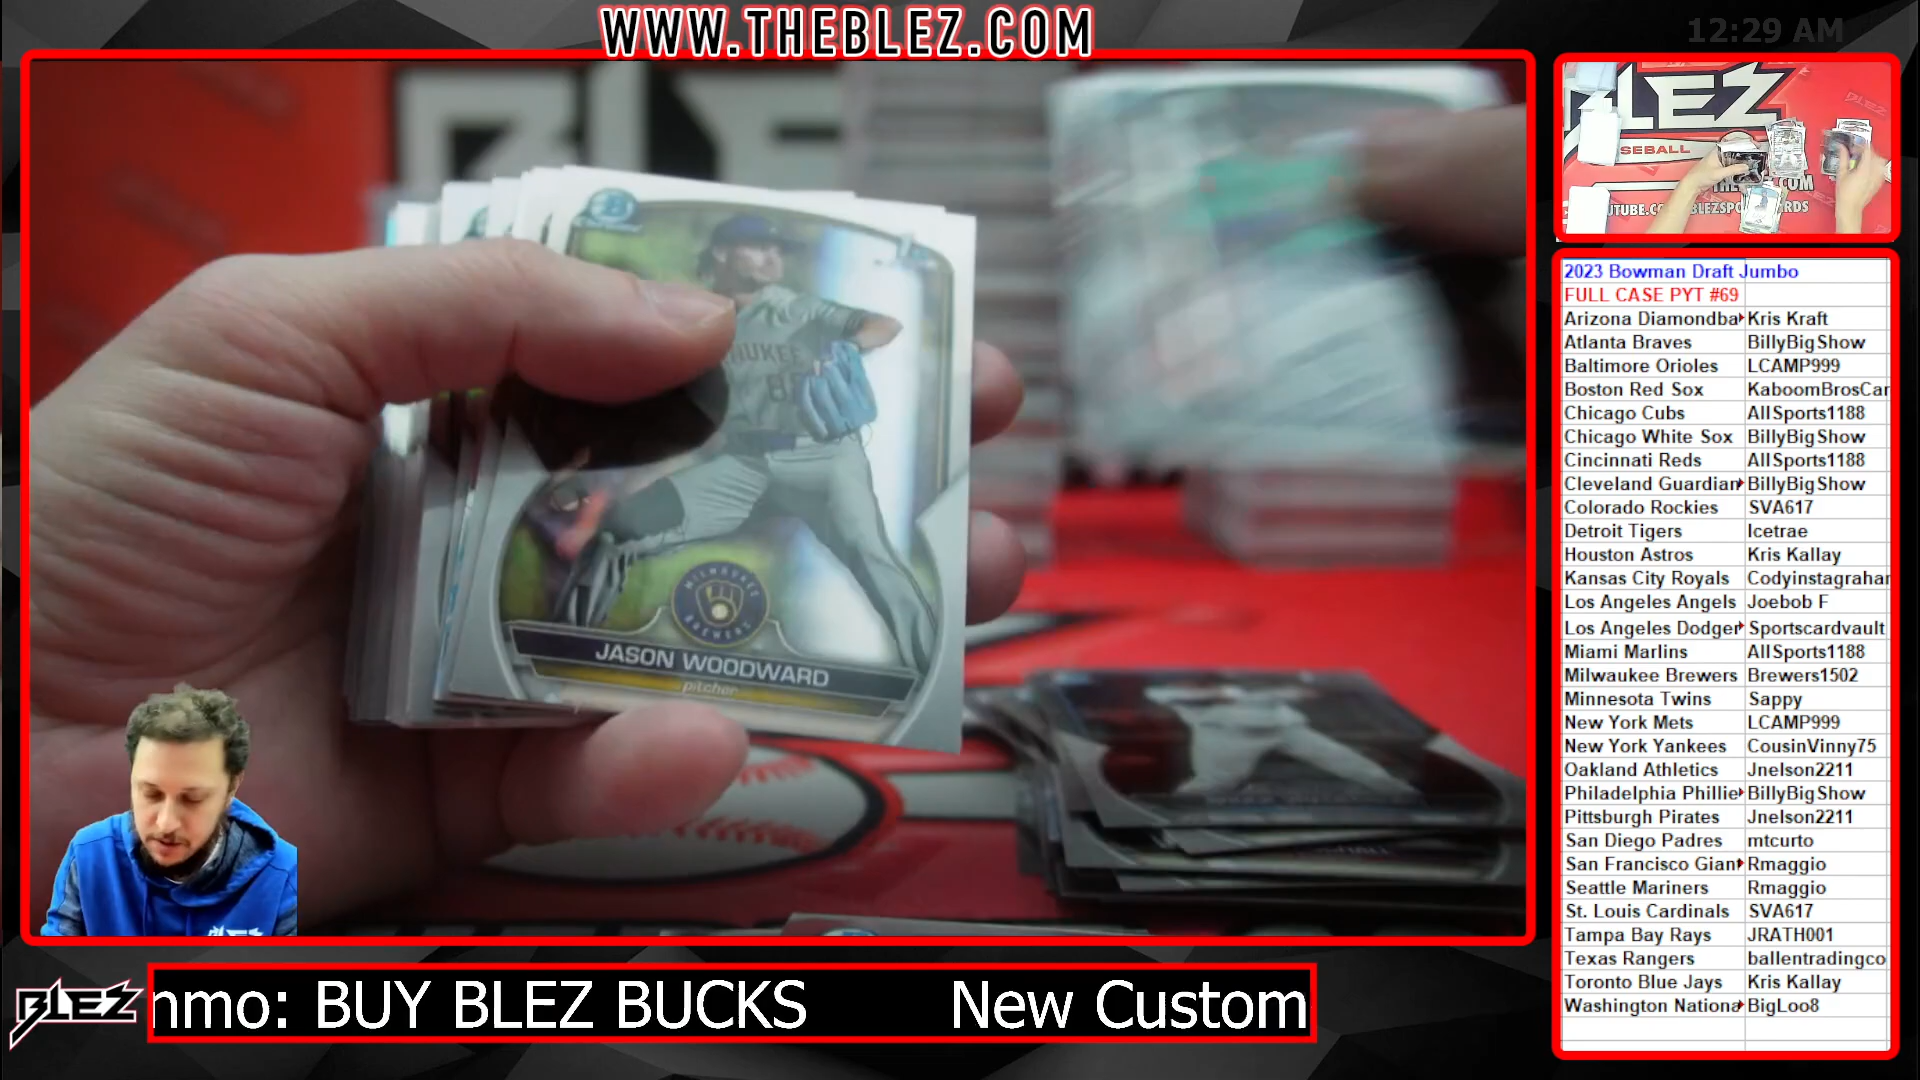 WWW.THEBLEZ.COM
12:29 AM
BLEZ
SEBALL
BLEZ
JASON WOODWARD
pitcher
MILWAUKEE
BREWERS
2023 Bowman Draft Jumbo
FULL CASE PYT #69
Arizona Diamondba Kris Kraft
Atlanta Braves BillyBigShow
Baltimore Orioles LCAMP999
Boston Red Sox KaboomBrosCar
Chicago Cubs AllSports1188
Chicago White Sox BillyBigShow
Cincinnati Reds AllSports1188
Cleveland Guardian BillyBigShow
Colorado Rockies SVA617
Detroit Tigers Icetrae
Houston Astros Kris Kallay
Kansas City Royals Codyinstagrahar
Los Angeles Angels Joebob F
Los Angeles Dodger Sportscardvault
Miami Marlins AllSports1188
Milwaukee Brewers Brewers1502
Minnesota Twins Sappy
New York Mets LCAMP999
New York Yankees CousinVinny75
Oakland Athletics Jnelson2211
Philadelphia Phillie BillyBigShow
Pittsburgh Pirates Jnelson2211
San Diego Padres mtcurto
San Francisco Giant Rmaggio
Seattle Mariners Rmaggio
St. Louis Cardinals SVA617
Tampa Bay Rays JRATH001
Texas Rangers ballentradingco
Toronto Blue Jays Kris Kallay
Washington Nationa BigLoo8
BLEZ
nmo: BUY BLEZ BUCKS New Custom